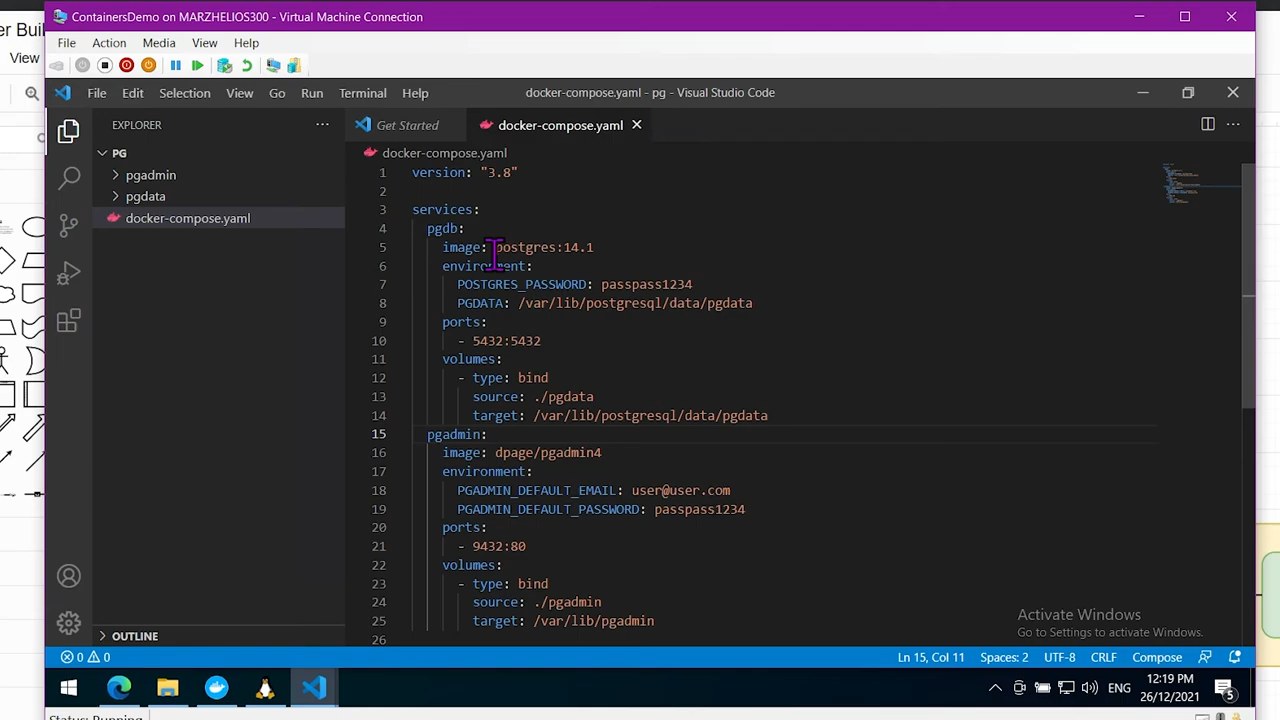 ContainersDemo on MARZHELIOS300 - Virtual Machine Connection
File Action Media View Help
View
File Edit Selection View Go Run Terminal Help
docker-compose.yaml - pg - Visual Studio Code
EXPLORER
Get Started
docker-compose.yaml
PG
pgadmin
pgdata
docker-compose.yaml
docker-compose.yaml
1 version: "3.8"
2
3 services:
4 pgdb:
5 image: postgres:14.1
6 environment:
7 POSTGRES_PASSWORD: passpass1234
8 PGDATA: /var/lib/postgresql/data/pgdata
9 ports:
10 - 5432:5432
11 volumes:
12 - type: bind
13 source: ./pgdata
14 target: /var/lib/postgresql/data/pgdata
15 pgadmin:
16 image: dpage/pgadmin4
17 environment:
18 PGADMIN_DEFAULT_EMAIL: user@user.com
19 PGADMIN_DEFAULT_PASSWORD: passpass1234
20 ports:
21 - 9432:80
22 volumes:
23 - type: bind
24 source: ./pgadmin
25 target: /var/lib/pgadmin
26
Activate Windows
Go to Settings to activate Windows.
OUTLINE
0 0
Ln 15, Col 11 Spaces: 2 UTF-8 CRLF Compose
ENG
12:19 PM
26/12/2021
5
Status: Running